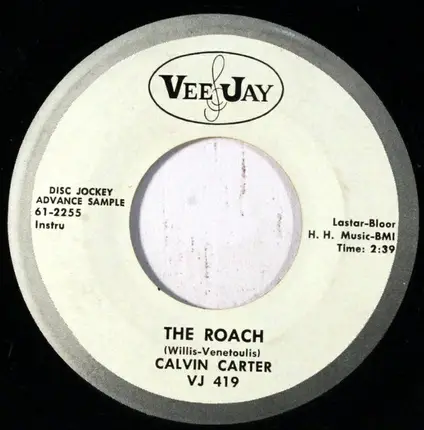 VEE JAY
DISC JOCKEY
ADVANCE SAMPLE
61-2255
Instru
Lastar-Bloor
H. H. Music-BMI
Time: 2:39
THE ROACH
(Willis-Venetoulis)
CALVIN CARTER
VJ 419